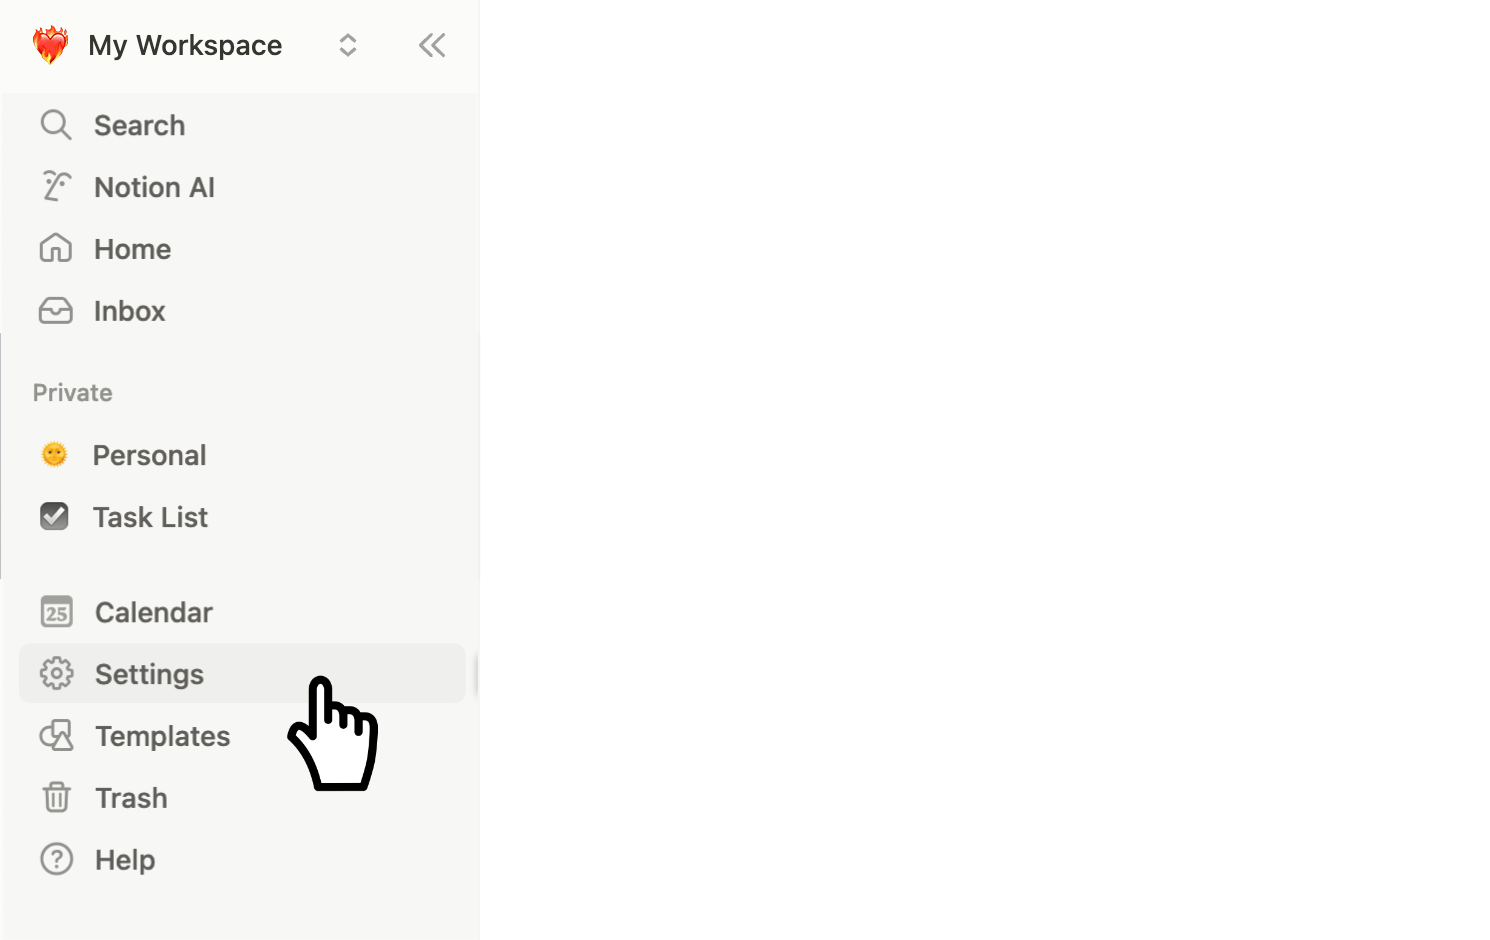 My Workspace
Search
Notion AI
Home
Inbox
Private
Personal
Task List
25 Calendar
Settings
Templates
Trash
? Help